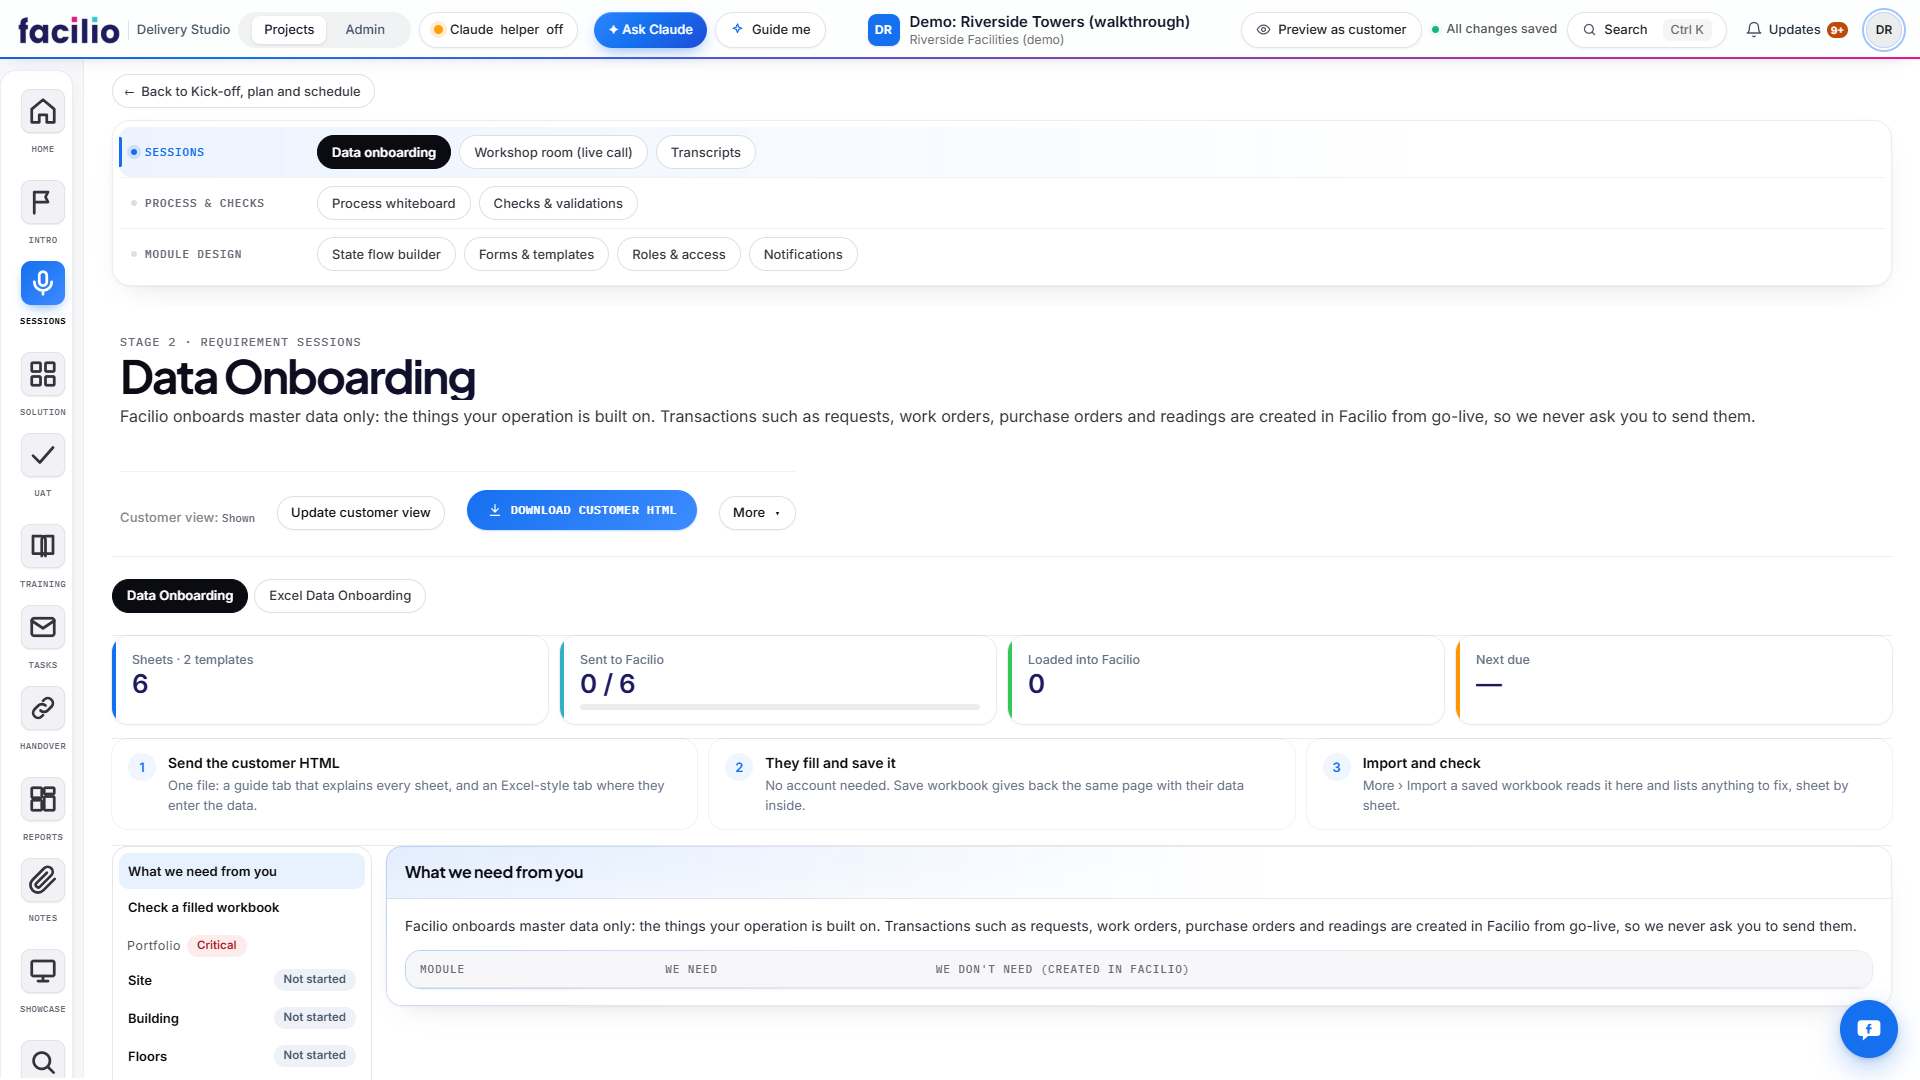 facilio
Delivery Studio
Projects
Admin
Claude helper off
Ask Claude
Guide me
DR
Demo: Riverside Towers (walkthrough)
Riverside Facilities (demo)
Preview as customer
All changes saved
Search
Ctrl K
Updates
9+
DR
← Back to Kick-off, plan and schedule
HOME
INTRO
SESSIONS
SOLUTION
UAT
TRAINING
TASKS
HANDOVER
REPORTS
NOTES
SHOWCASE
SESSIONS
Data onboarding
Workshop room (live call)
Transcripts
PROCESS & CHECKS
Process whiteboard
Checks & validations
MODULE DESIGN
State flow builder
Forms & templates
Roles & access
Notifications
STAGE 2 · REQUIREMENT SESSIONS
Data Onboarding
Facilio onboards master data only: the things your operation is built on. Transactions such as requests, work orders, purchase orders and readings are created in Facilio from go-live, so we never ask you to send them.
Customer view: Shown
Update customer view
DOWNLOAD CUSTOMER HTML
More
Data Onboarding
Excel Data Onboarding
Sheets · 2 templates
6
Sent to Facilio
0 / 6
Loaded into Facilio
0
Next due
—
1
Send the customer HTML
One file: a guide tab that explains every sheet, and an Excel-style tab where they
enter the data.
2
They fill and save it
No account needed. Save workbook gives back the same page with their data
inside.
3
Import and check
More › Import a saved workbook reads it here and lists anything to fix, sheet by
sheet.
What we need from you
Check a filled workbook
Portfolio
Critical
Site
Not started
Building
Not started
Floors
Not started
What we need from you
Facilio onboards master data only: the things your operation is built on. Transactions such as requests, work orders, purchase orders and readings are created in Facilio from go-live, so we never ask you to send them.
MODULE
WE NEED
WE DON'T NEED (CREATED IN FACILIO)